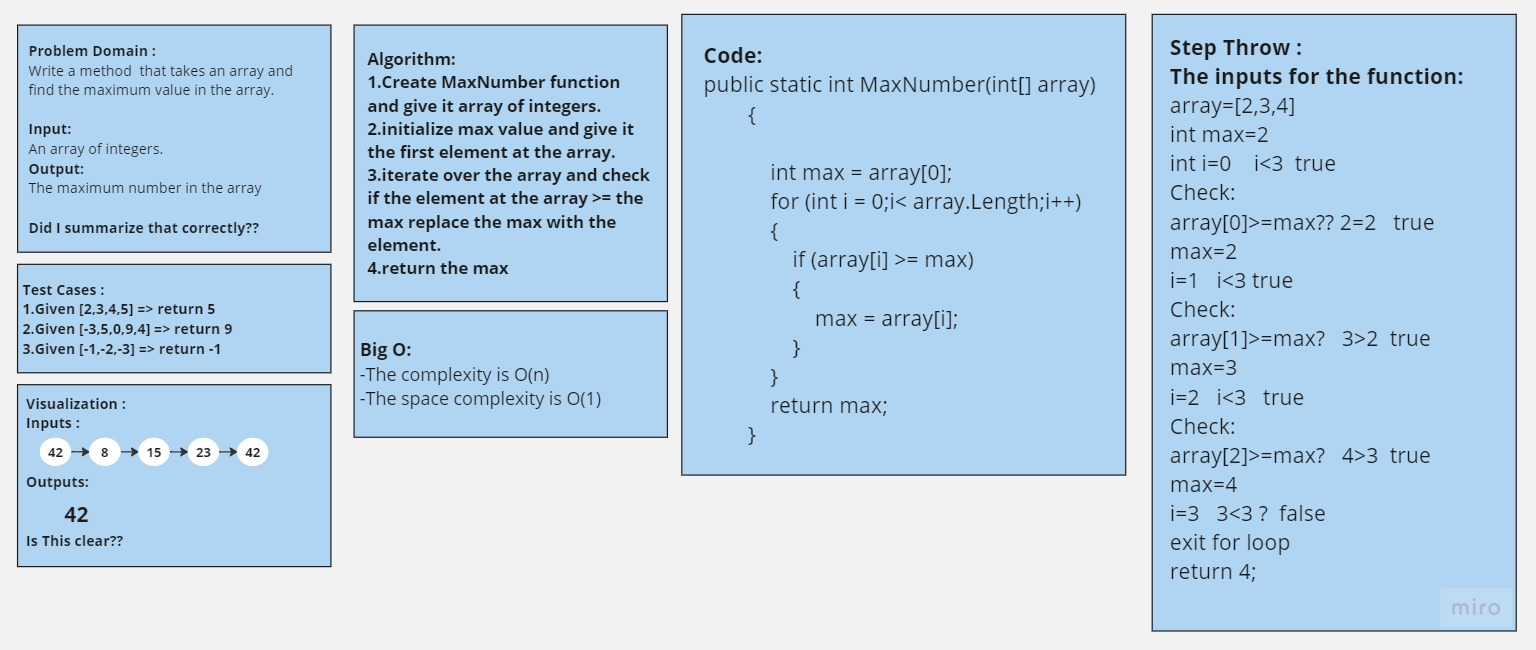 Problem Domain :
Write a method  that takes an array and
find the maximum value in the array.
Input:
An array of integers.
Output:
The maximum number in the array
Did I summarize that correctly??
Test Cases :
1.Given [2,3,4,5] => return 5
2.Given [-3,5,0,9,4] => return 9
3.Given [-1,-2,-3] => return -1
Visualization :
Inputs :
42 8 15 23 42
Outputs:
42
Is This clear??
Algorithm:
1.Create MaxNumber function
and give it array of integers.
2.initialize max value and give it
the first element at the array.
3.iterate over the array and check
if the element at the array >= the
max replace the max with the
element.
4.return the max
Big O:
-The complexity is O(n)
-The space complexity is O(1)
Code:
public static int MaxNumber(int[] array)
{
int max = array[0];
for (int i = 0;i< array.Length;i++)
{
if (array[i] >= max)
{
max = array[i];
}
}
return max;
}
Step Throw :
The inputs for the function:
array=[2,3,4]
int max=2
int i=0    i<3  true
Check:
array[0]>=max?? 2=2   true
max=2
i=1   i<3 true
Check:
array[1]>=max?   3>2  true
max=3
i=2   i<3   true
Check:
array[2]>=max?   4>3  true
max=4
i=3   3<3 ?  false
exit for loop
return 4;
miro